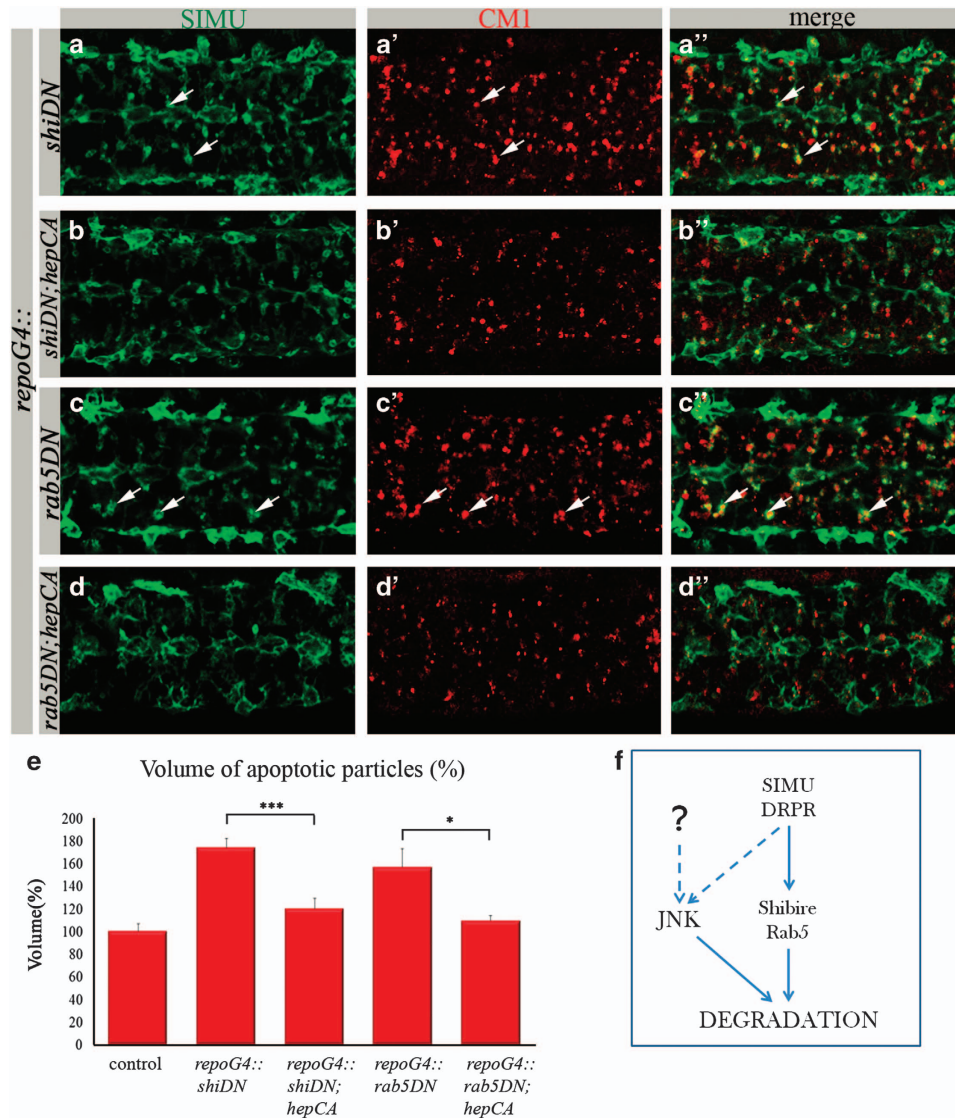 SIMU CM1 merge
repoG4::
shiDN
a a' a''
shiDN;hepCA
b b' b''
rab5DN
c c' c''
rab5DN;hepCA
d d' d''
e
Volume of apoptotic particles (%)
Volume(%)
200
180
160
140
120
100
80
60
40
20
0
***
*
control
repoG4::
shiDN
repoG4::
shiDN;
hepCA
repoG4::
rab5DN
repoG4::
rab5DN;
hepCA
f
SIMU
DRPR
?
JNK
Shibire
Rab5
DEGRADATION